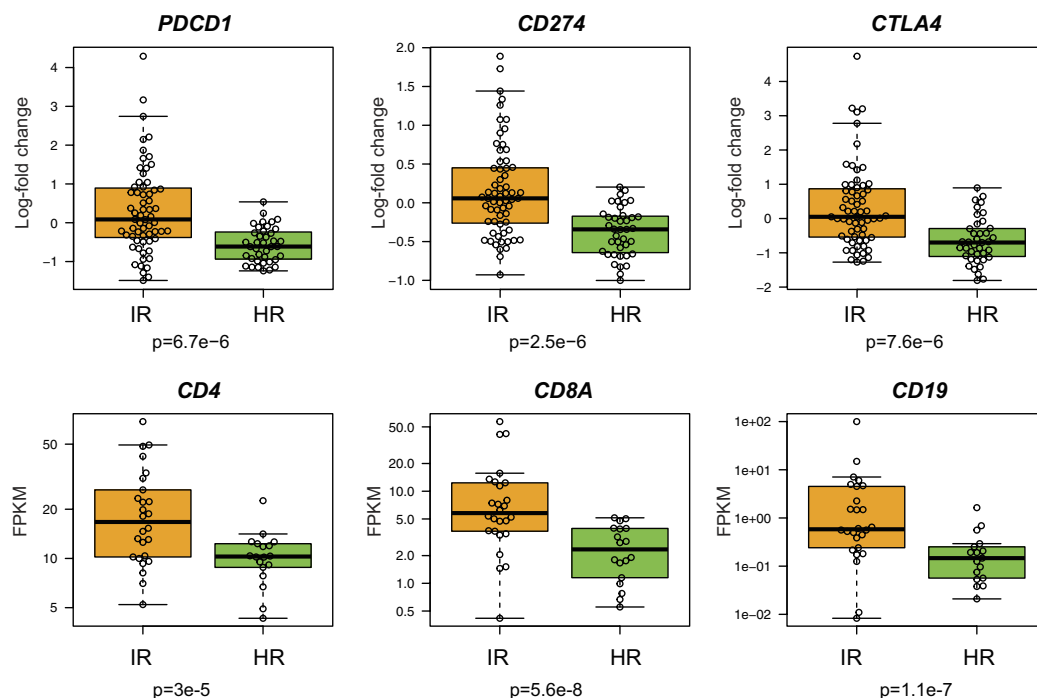 PDCD1
CD274
CTLA4
Log-fold change
4
3
2
1
0
−1
Log-fold change
2.0
1.5
1.0
0.5
0.0
−0.5
−1.0
Log-fold change
4
3
2
1
0
−1
−2
IR HR
IR HR
IR HR
p=6.7e−6
p=2.5e−6
p=7.6e−6
CD4
CD8A
CD19
FPKM
50
20
10
5
FPKM
50.0
20.0
10.0
5.0
2.0
1.0
0.5
FPKM
1e+02
1e+01
1e+00
1e−01
1e−02
IR HR
IR HR
IR HR
p=3e-5
p=5.6e-8
p=1.1e-7